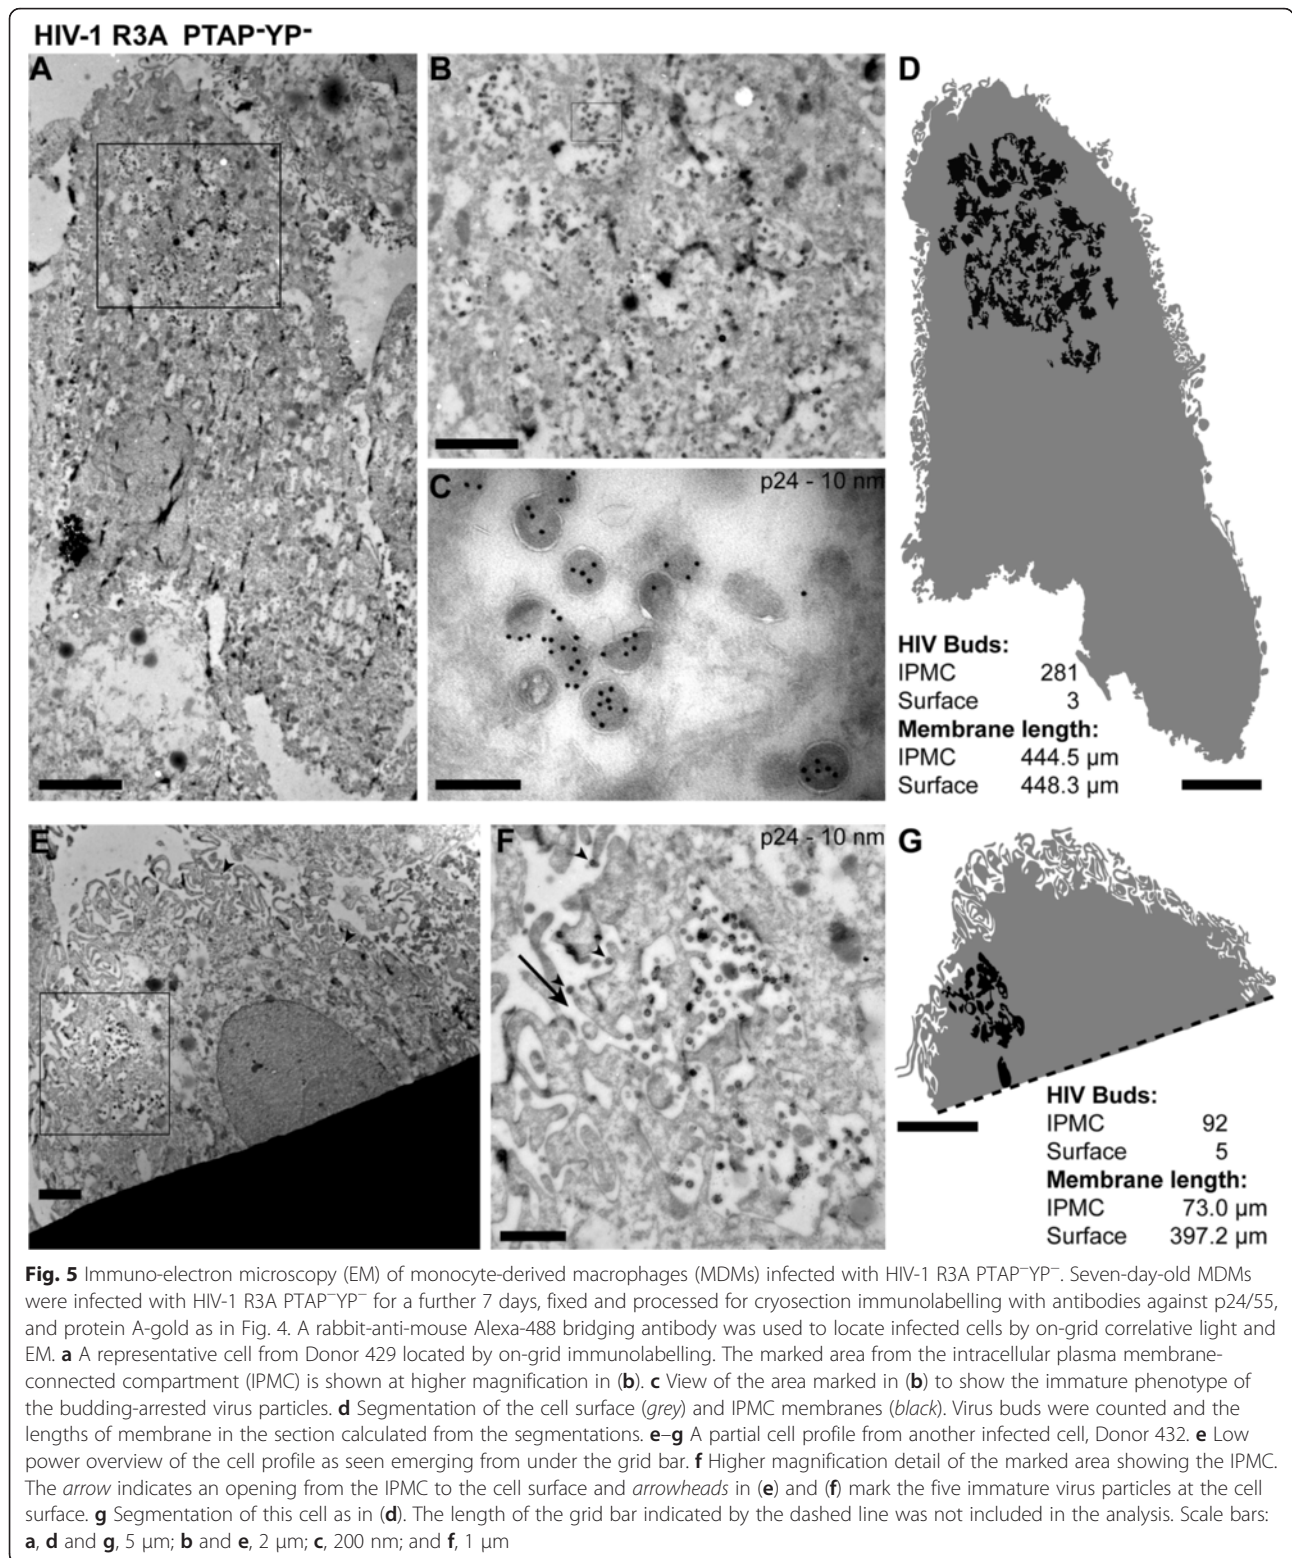 HIV-1 R3A PTAP⁻YP⁻
A
B
C
p24 - 10 nm
D
HIV Buds:
IPMC 281
Surface 3
Membrane length:
IPMC 444.5 µm
Surface 448.3 µm
E
F
p24 - 10 nm
G
HIV Buds:
IPMC 92
Surface 5
Membrane length:
IPMC 73.0 µm
Surface 397.2 µm
Fig. 5 Immuno-electron microscopy (EM) of monocyte-derived macrophages (MDMs) infected with HIV-1 R3A PTAP⁻YP⁻. Seven-day-old MDMs
were infected with HIV-1 R3A PTAP⁻YP⁻ for a further 7 days, fixed and processed for cryosection immunolabelling with antibodies against p24/55,
and protein A-gold as in Fig. 4. A rabbit-anti-mouse Alexa-488 bridging antibody was used to locate infected cells by on-grid correlative light and
EM. a A representative cell from Donor 429 located by on-grid immunolabelling. The marked area from the intracellular plasma membrane-
connected compartment (IPMC) is shown at higher magnification in (b). c View of the area marked in (b) to show the immature phenotype of
the budding-arrested virus particles. d Segmentation of the cell surface (grey) and IPMC membranes (black). Virus buds were counted and the
lengths of membrane in the section calculated from the segmentations. e–g A partial cell profile from another infected cell, Donor 432. e Low
power overview of the cell profile as seen emerging from under the grid bar. f Higher magnification detail of the marked area showing the IPMC.
The arrow indicates an opening from the IPMC to the cell surface and arrowheads in (e) and (f) mark the five immature virus particles at the cell
surface. g Segmentation of this cell as in (d). The length of the grid bar indicated by the dashed line was not included in the analysis. Scale bars:
a, d and g, 5 µm; b and e, 2 µm; c, 200 nm; and f, 1 µm